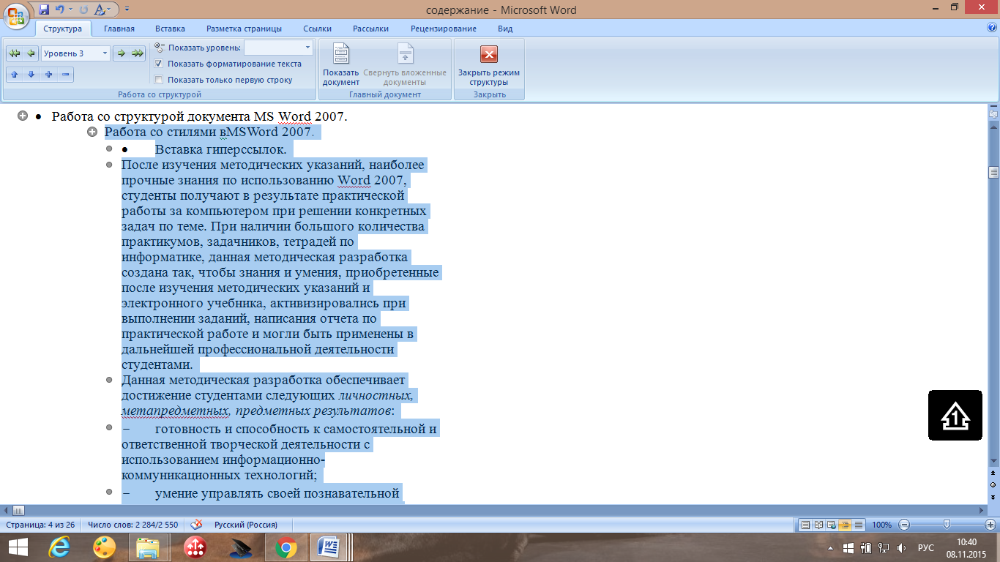 содержание - Microsoft Word
Структура Главная Вставка Разметка страницы Ссылки Рассылки Рецензирование Вид
Уровень 3
Показать уровень:
Показать форматирование текста
Показать только первую строку
Работа со структурой
Показать документ
Свернуть вложенные документы
Главный документ
Закрыть режим структуры
Закрыть
• Работа со структурой документа MS Word 2007.
Работа со стилями вMSWord 2007.
• Вставка гиперссылок.
После изучения методических указаний, наиболее
прочные знания по использованию Word 2007,
студенты получают в результате практической
работы за компьютером при решении конкретных
задач по теме. При наличии большого количества
практикумов, задачников, тетрадей по
информатике, данная методическая разработка
создана так, чтобы знания и умения, приобретенные
после изучения методических указаний и
электронного учебника, активизировались при
выполнении заданий, написания отчета по
практической работе и могли быть применены в
дальнейшей профессиональной деятельности
студентами.
Данная методическая разработка обеспечивает
достижение студентами следующих личностных,
метапредметных, предметных результатов:
− готовность и способность к самостоятельной и
ответственной творческой деятельности с
использованием информационно-
коммуникационных технологий;
− умение управлять своей познавательной
1
Страница: 4 из 26 Число слов: 2 284/2 550 Русский (Россия) 100%
РУС
10:40
08.11.2015